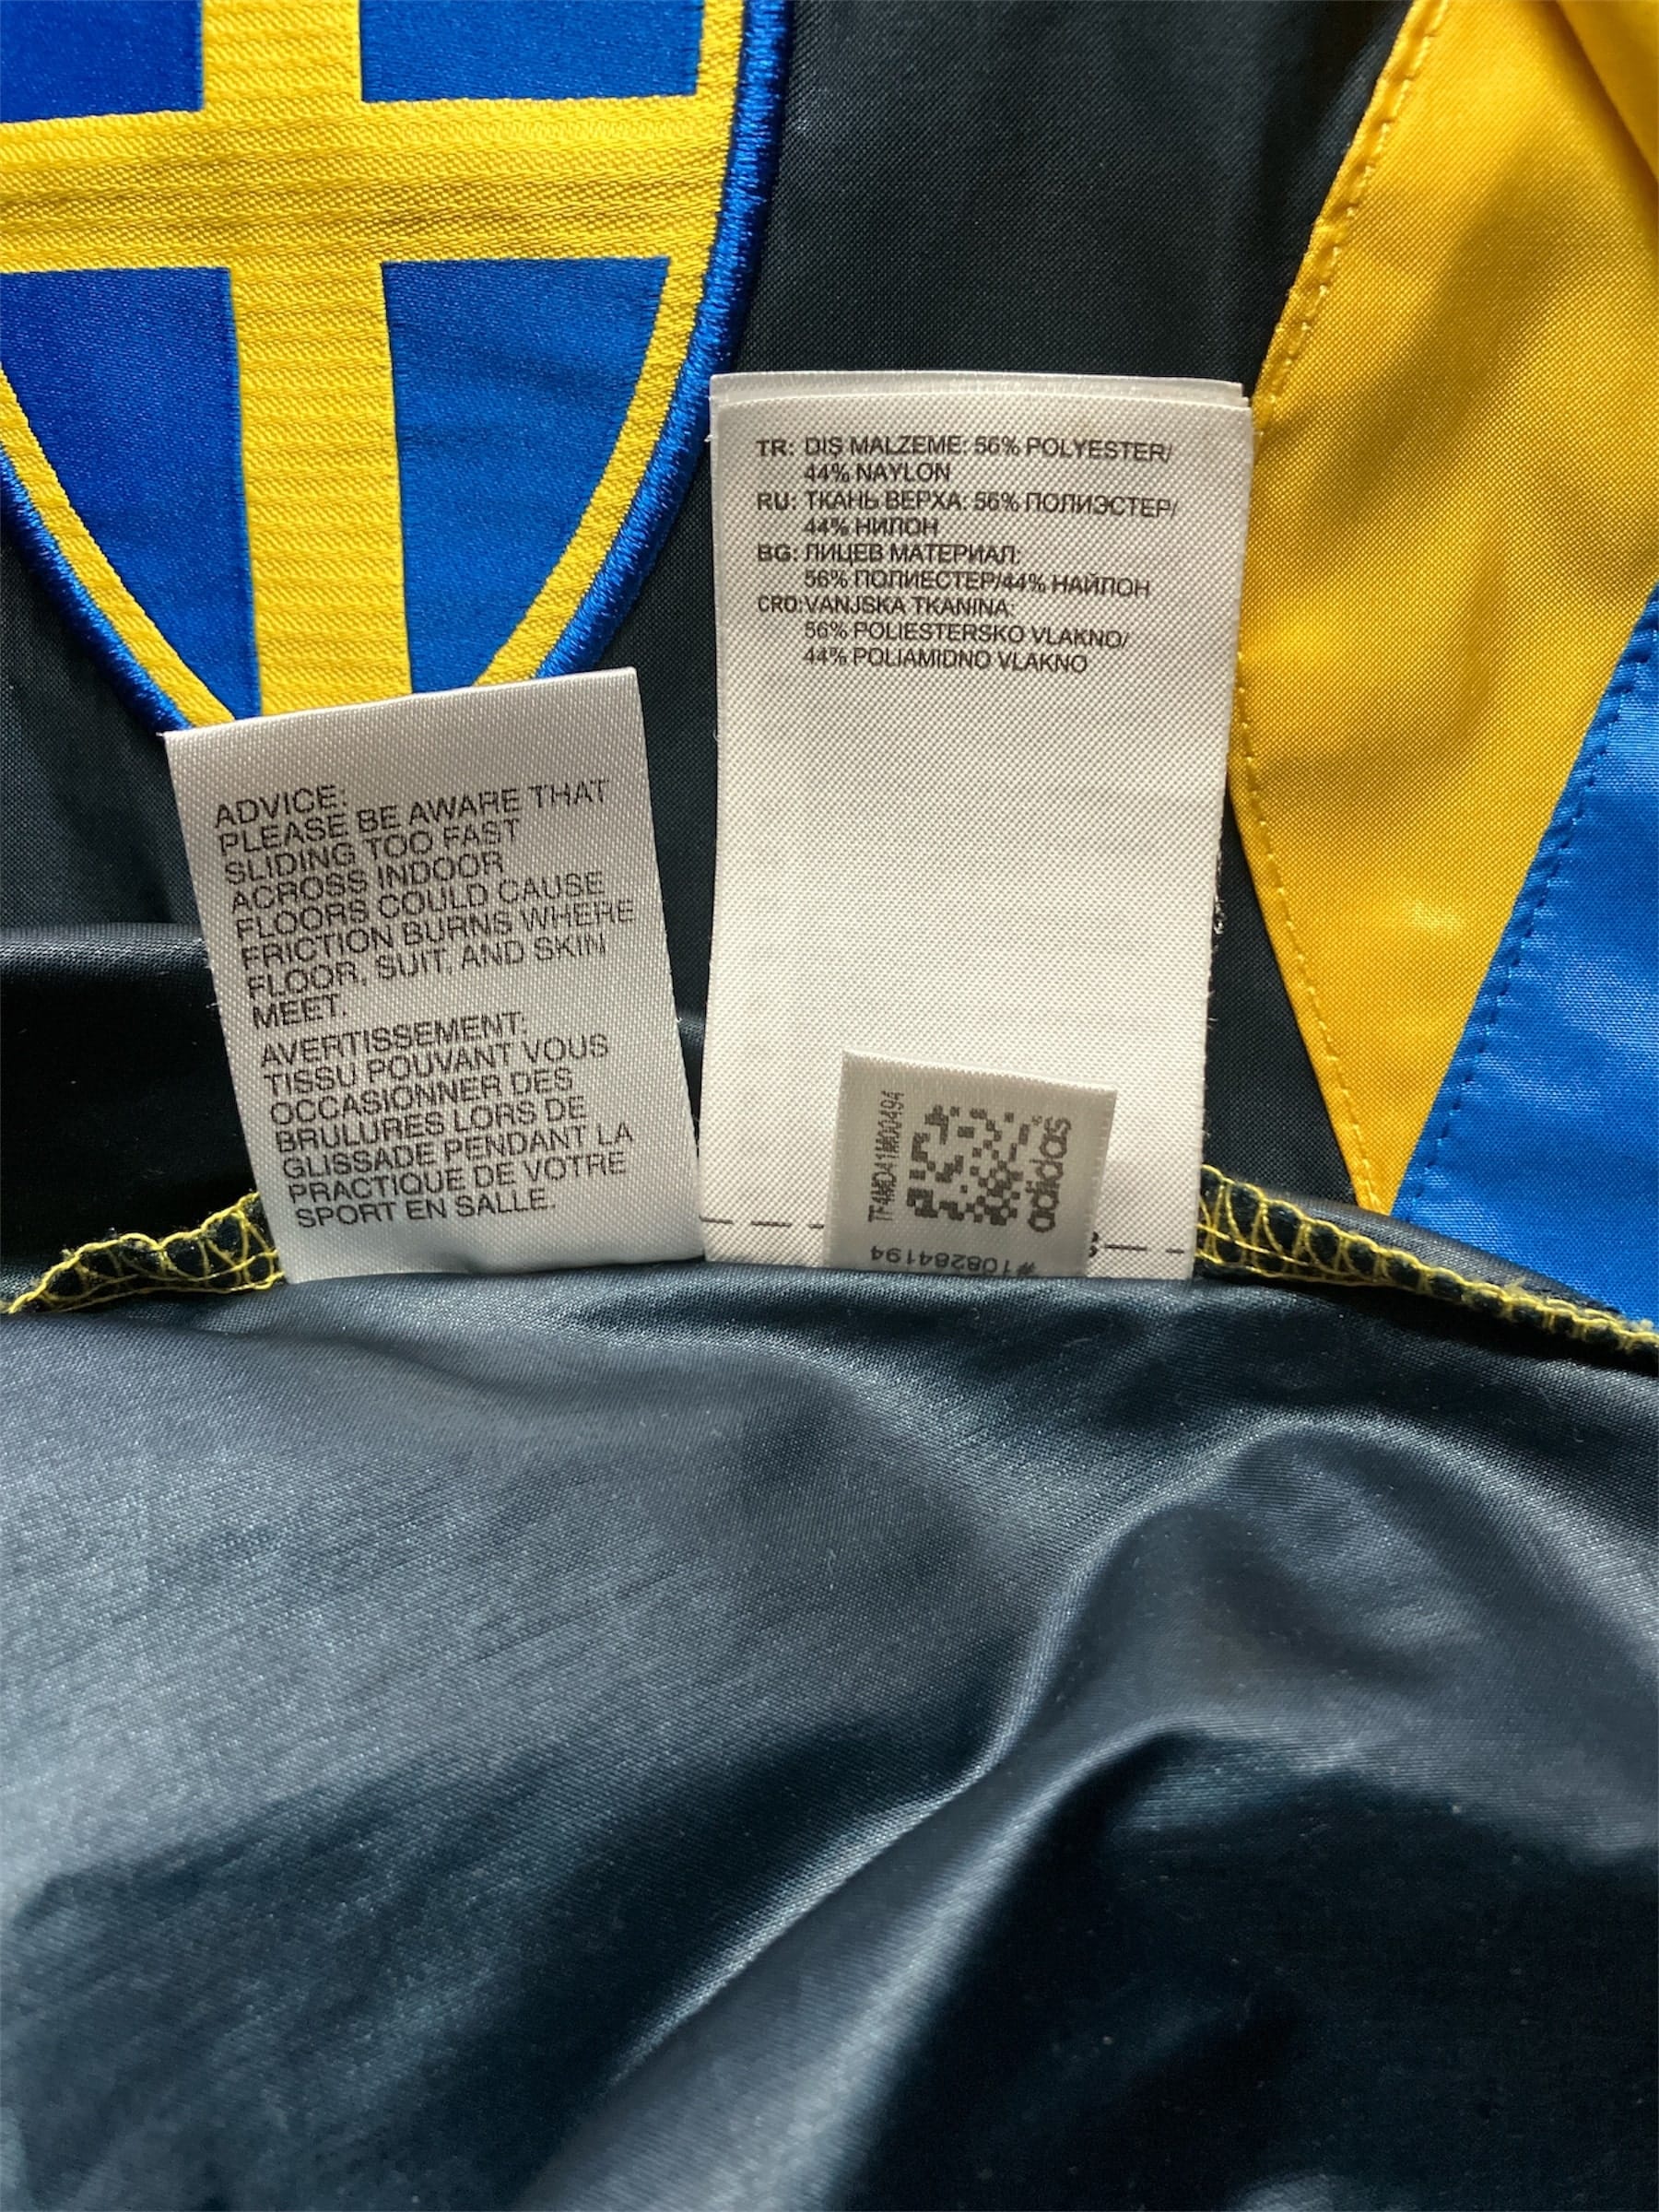 ADVICE:
PLEASE BE AWARE THAT
SLIDING TOO FAST
ACROSS INDOOR
FLOORS COULD CAUSE
FRICTION BURNS WHERE
FLOOR, SUIT, AND SKIN
MEET.
AVERTISSEMENT:
TISSU POUVANT VOUS
OCCASIONNER DES
BRULURES LORS DE
GLISSADE PENDANT LA
PRACTIQUE DE VOTRE
SPORT EN SALLE.
TR: DIŞ MALZEME: 56% POLYESTER/
44% NAYLON
RU: ТКАНЬ ВЕРХА: 56% ПОЛИЭСТЕР/
44% НИЛОН
BG: ЛИЦЕВ МАТЕРИАЛ:
56% ПОЛИЕСТЕР/44% НАЙЛОН
CRO: VANJSKA TKANINA:
56% POLIESTERSKO VLAKNO/
44% POLIAMIDNO VLAKNO
7F4MD41M00494
adidas
#108284194